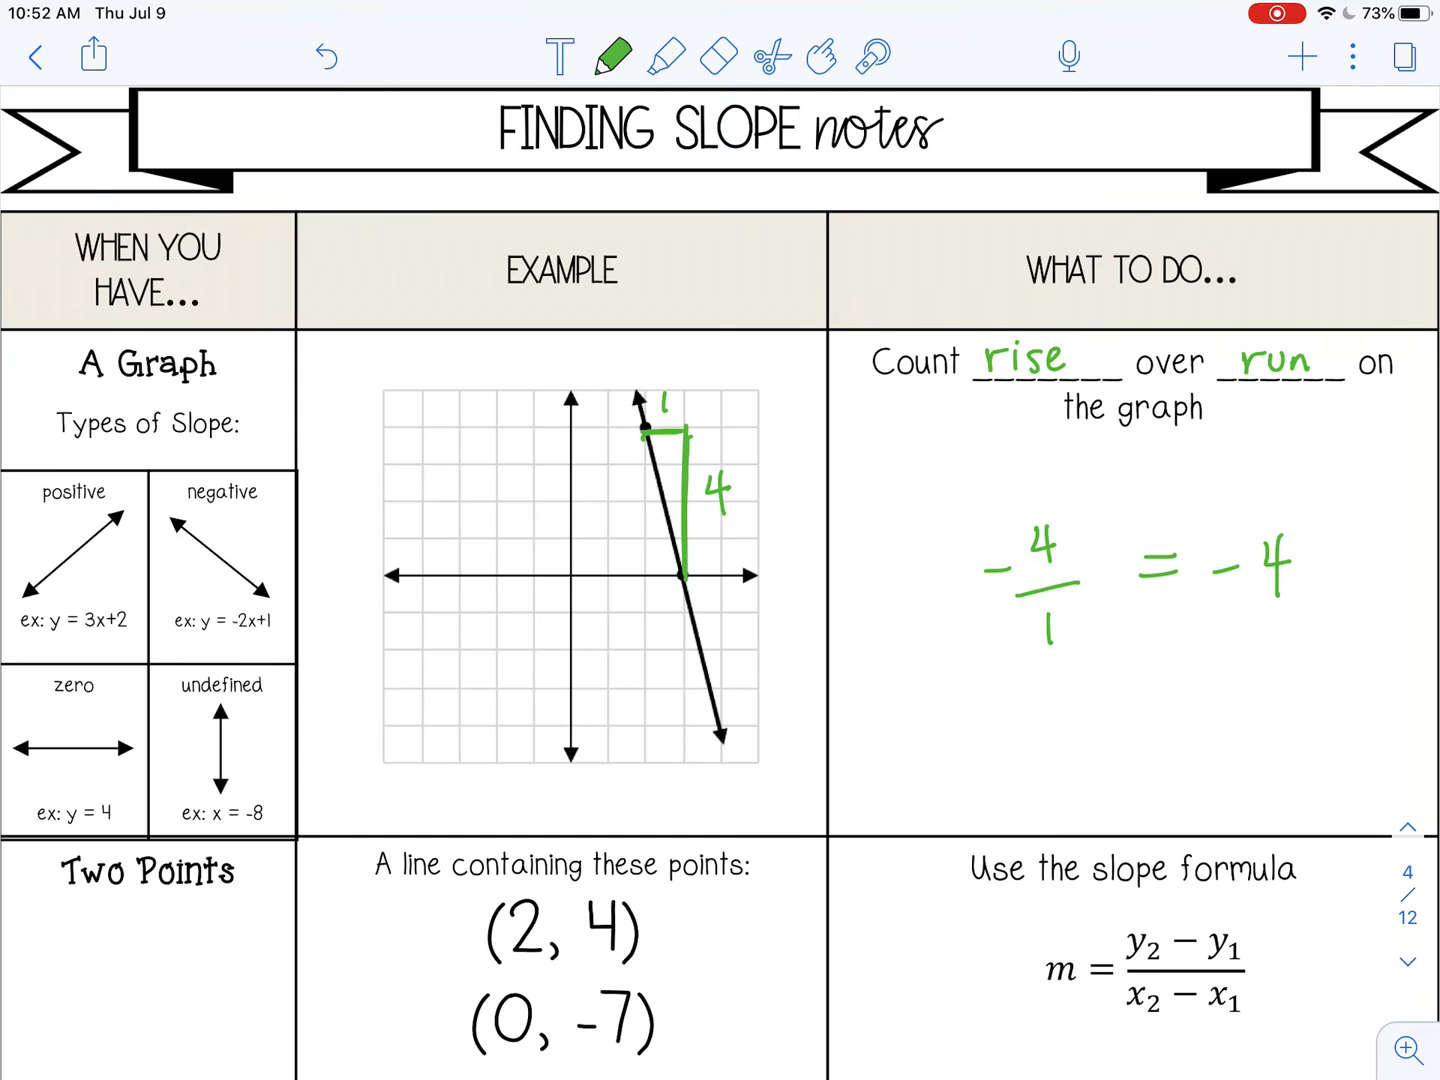 10:52 AM Thu Jul 9
73%
T
FINDING SLOPE notes
WHEN YOU
HAVE...
EXAMPLE
WHAT TO DO...
A Graph
Types of Slope:
positive
ex: y = 3x+2
negative
ex: y = -2x+1
zero
ex: y = 4
undefined
ex: x = -8
1
4
Count rise over run on
the graph
- 4/1 = - 4
Two Points
A line containing these points:
(2, 4)
(0, -7)
Use the slope formula
m = y₂ − y₁ / x₂ − x₁
4
/
12